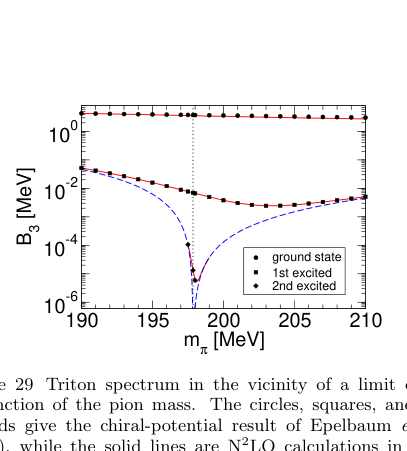 10^0
10^-2
10^-4
10^-6
B_3 [MeV]
ground state
1st excited
2nd excited
190 195 200 205 210
m_π [MeV]
29 Triton spectrum in the vicinity of a limit
of the pion mass. The circles, squares,
give the chiral-potential result of Epelbaum
while the solid lines are N^2LO calculations in